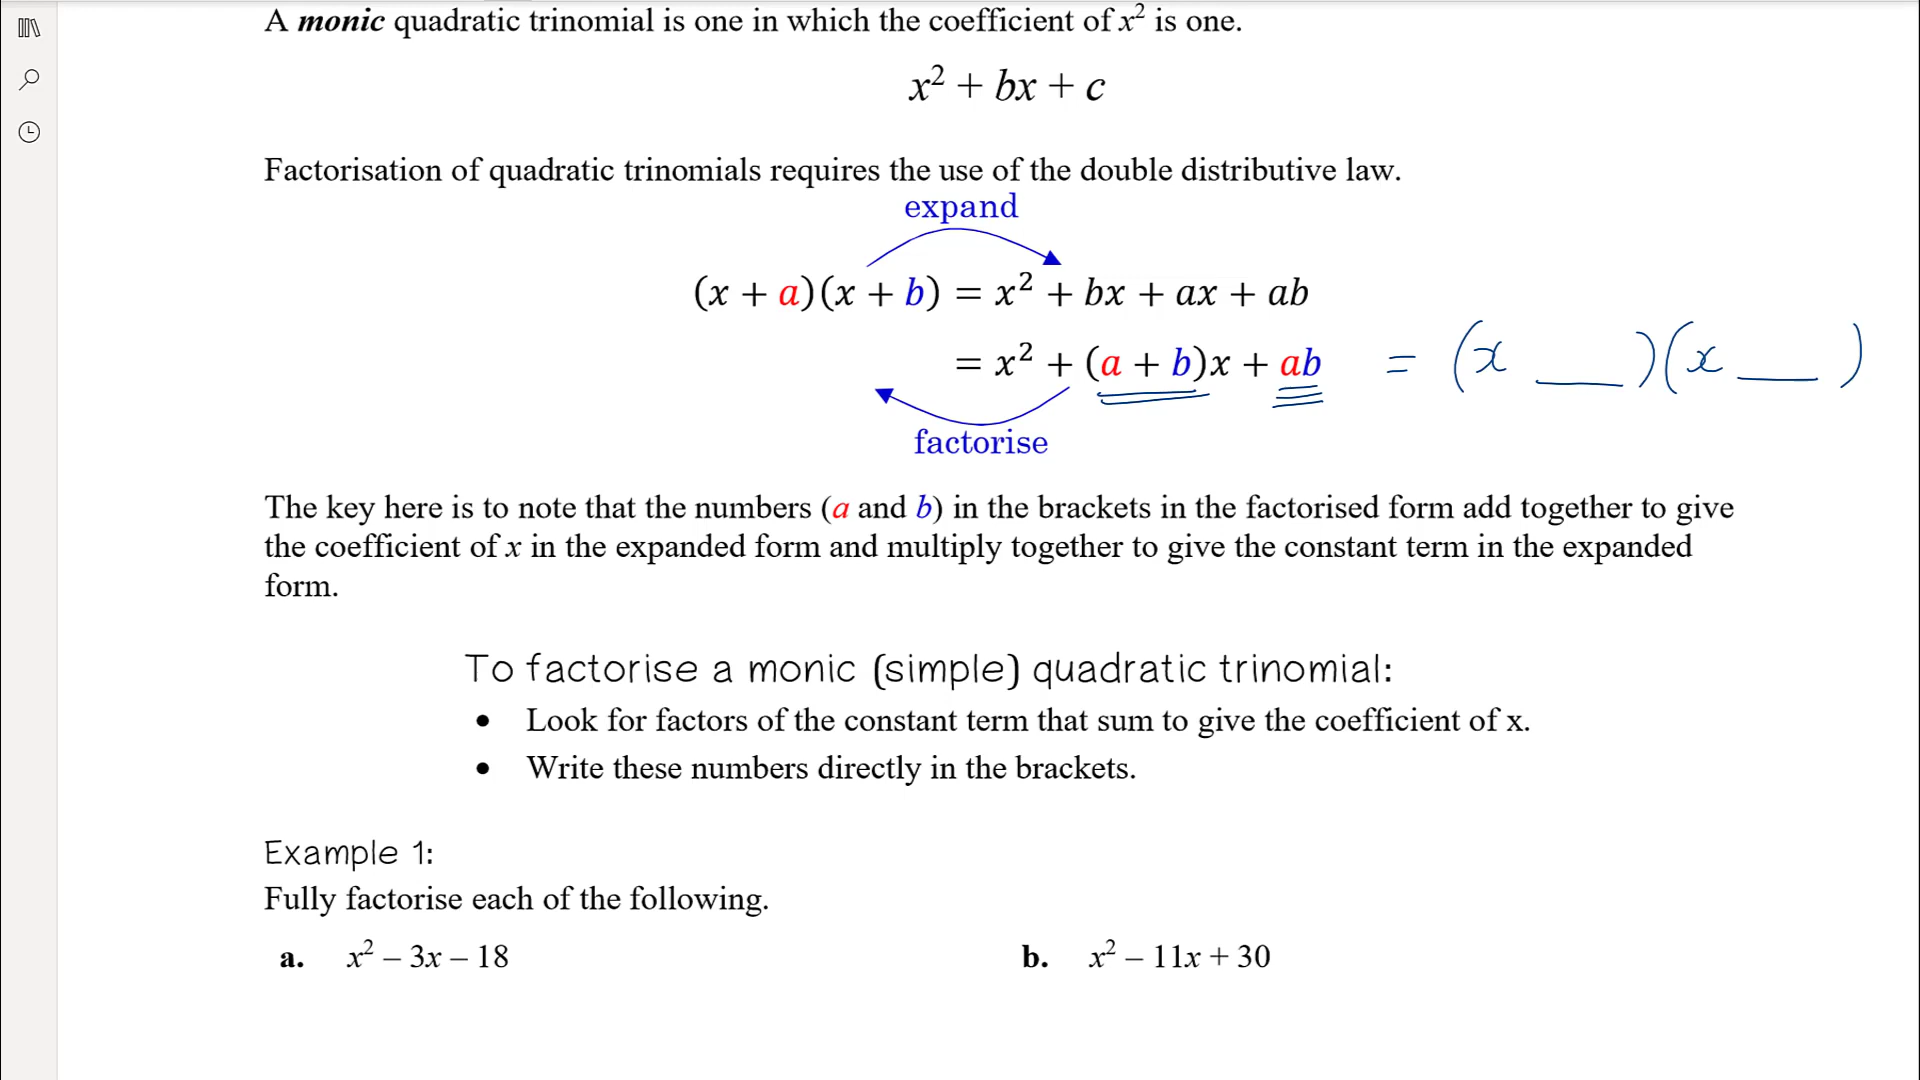 A monic quadratic trinomial is one in which the coefficient of x² is one.
x² + bx + c
Factorisation of quadratic trinomials requires the use of the double distributive law.
expand
(x + a)(x + b) = x² + bx + ax + ab
= x² + (a + b)x + ab = (x ___)(x ___)
factorise
The key here is to note that the numbers (a and b) in the brackets in the factorised form add together to give
the coefficient of x in the expanded form and multiply together to give the constant term in the expanded
form.
To factorise a monic (simple) quadratic trinomial:
• Look for factors of the constant term that sum to give the coefficient of x.
• Write these numbers directly in the brackets.
Example 1:
Fully factorise each of the following.
a. x² – 3x – 18 b. x² – 11x + 30